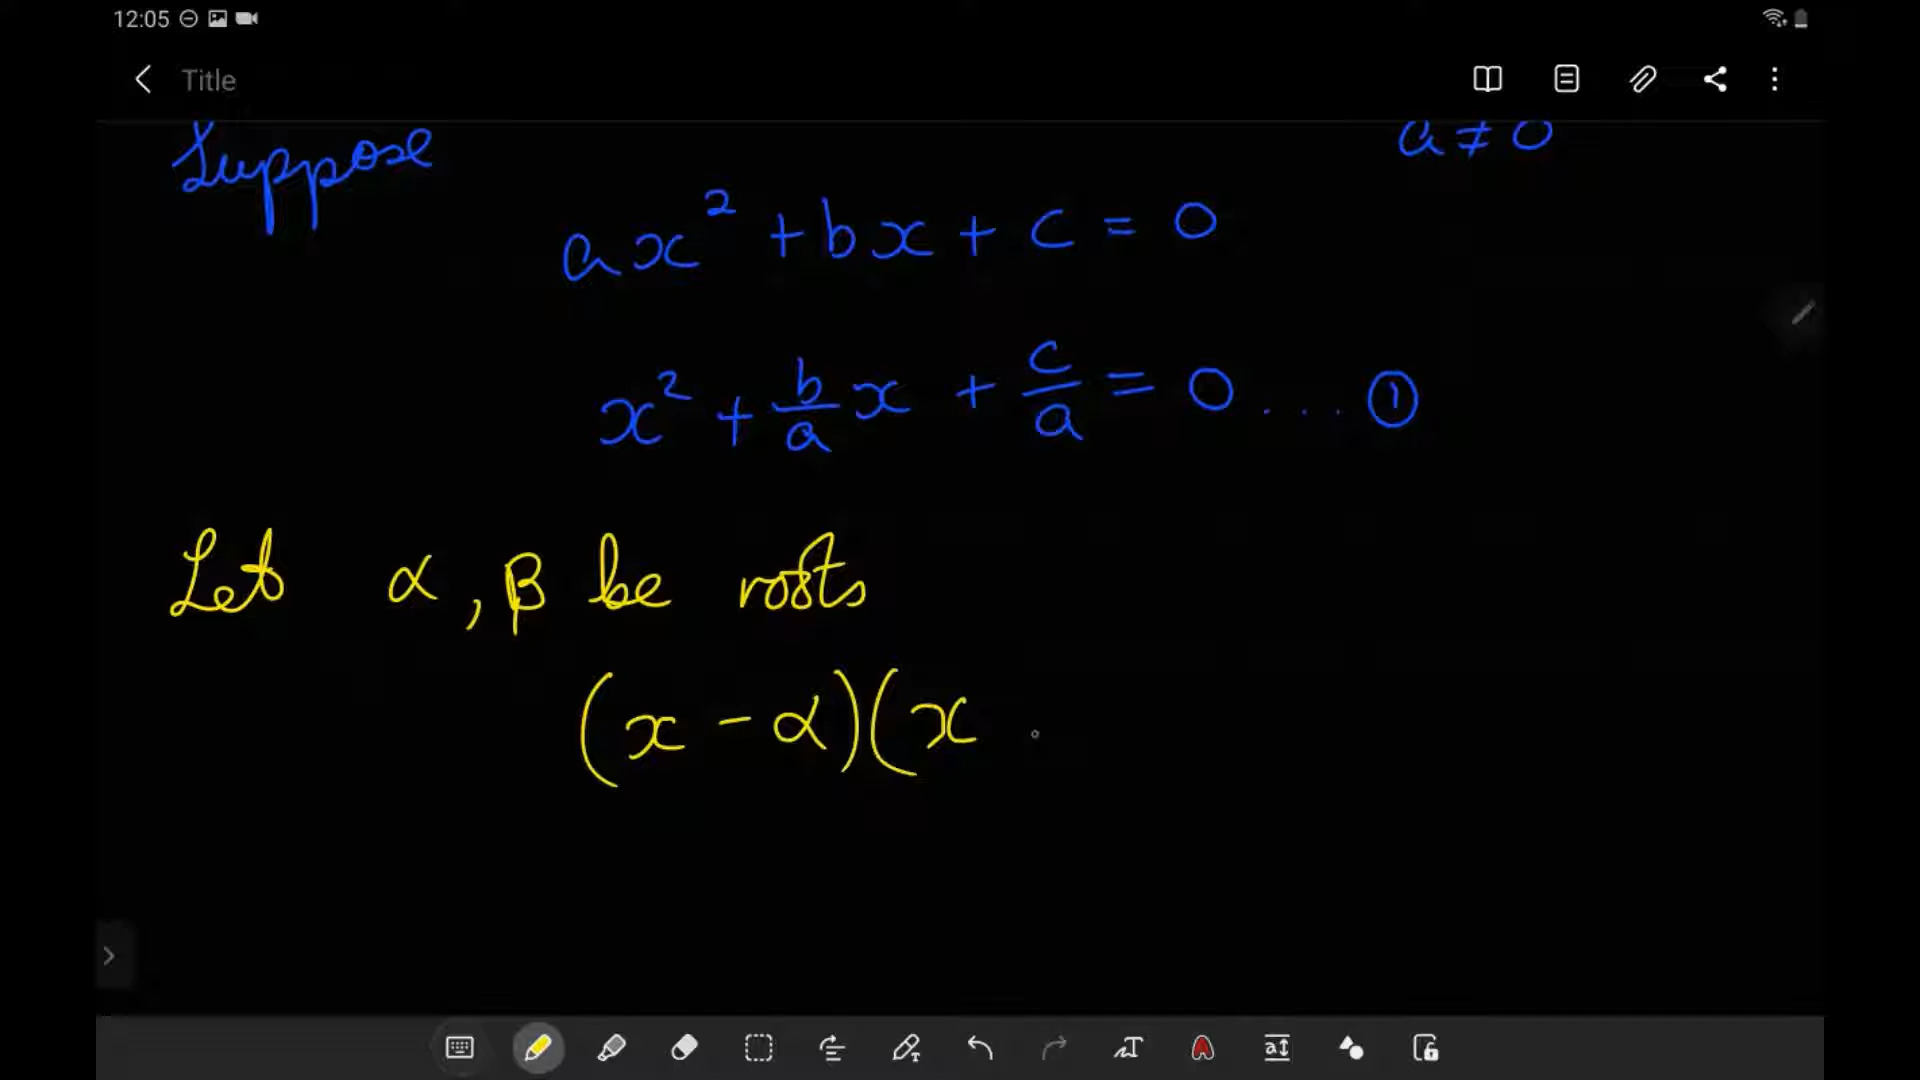 12:05
Title
Suppose
a ≠ 0
ax² + bx + c = 0
x² + b/a x + c/a = 0 .... ①
Let α, β be roots
(x - α)(x